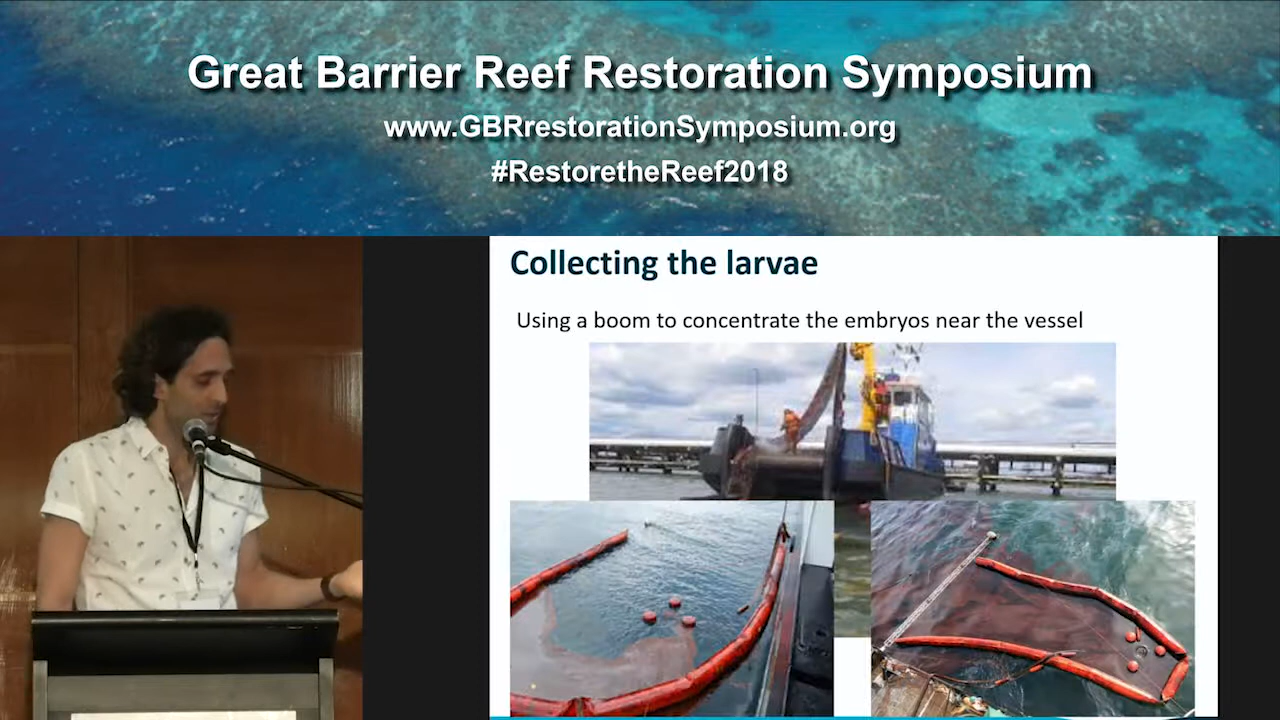 Great Barrier Reef Restoration Symposium
www.GBRrestorationSymposium.org
#RestoretheReef2018
Collecting the larvae
Using a boom to concentrate the embryos near the vessel